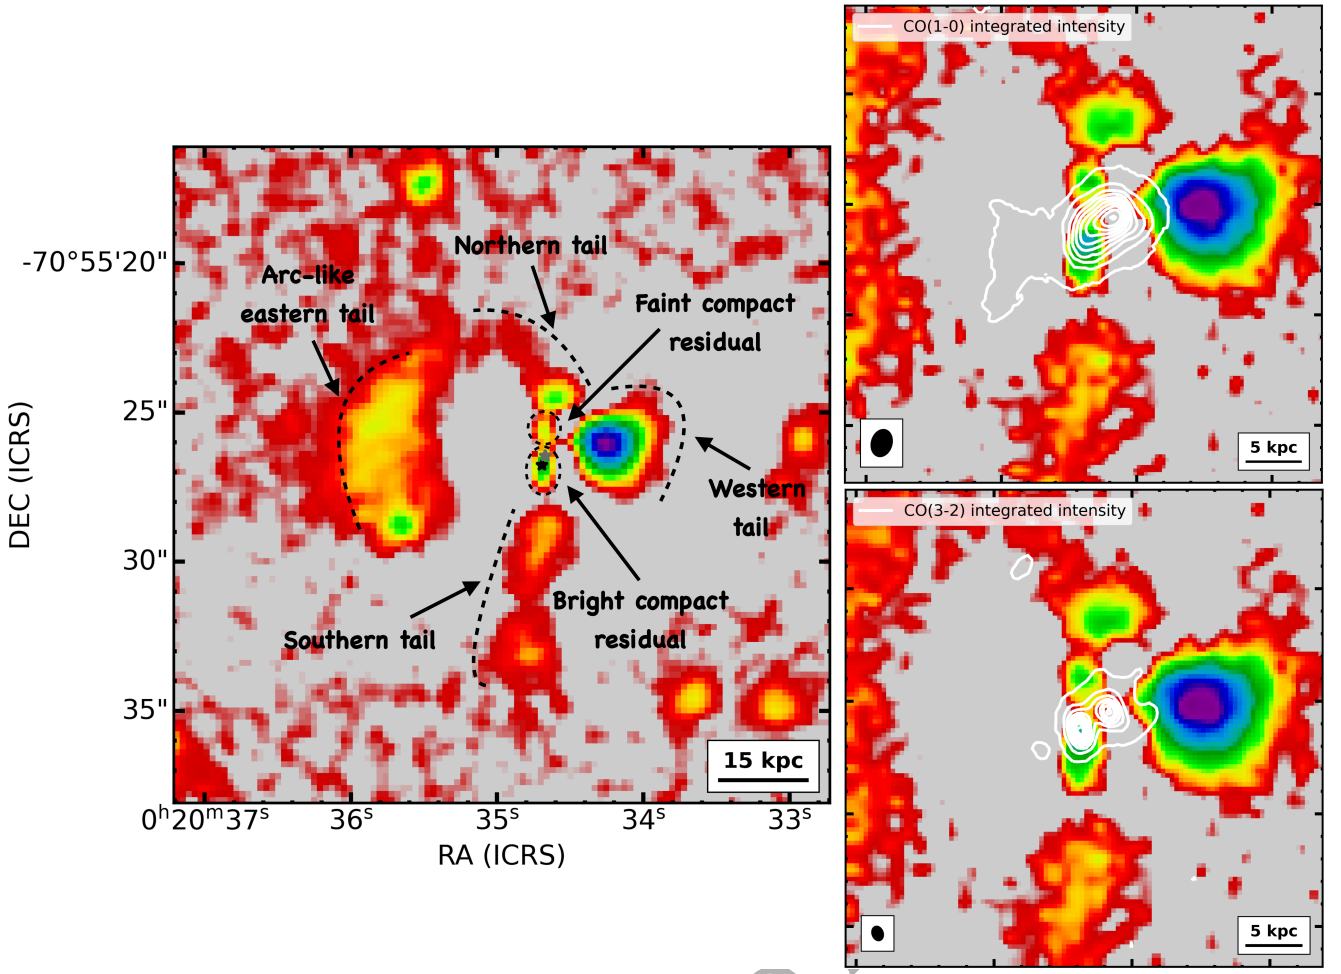 CO(1-0) integrated intensity
5 kpc
-70°55'20"
25"
30"
35"
DEC (ICRS)
Northern tail
Arc-like
eastern tail
Faint compact
residual
Western
tail
Bright compact
residual
Southern tail
15 kpc
0ʰ20ᵐ37ˢ
36ˢ
35ˢ
34ˢ
33ˢ
RA (ICRS)
CO(3-2) integrated intensity
5 kpc